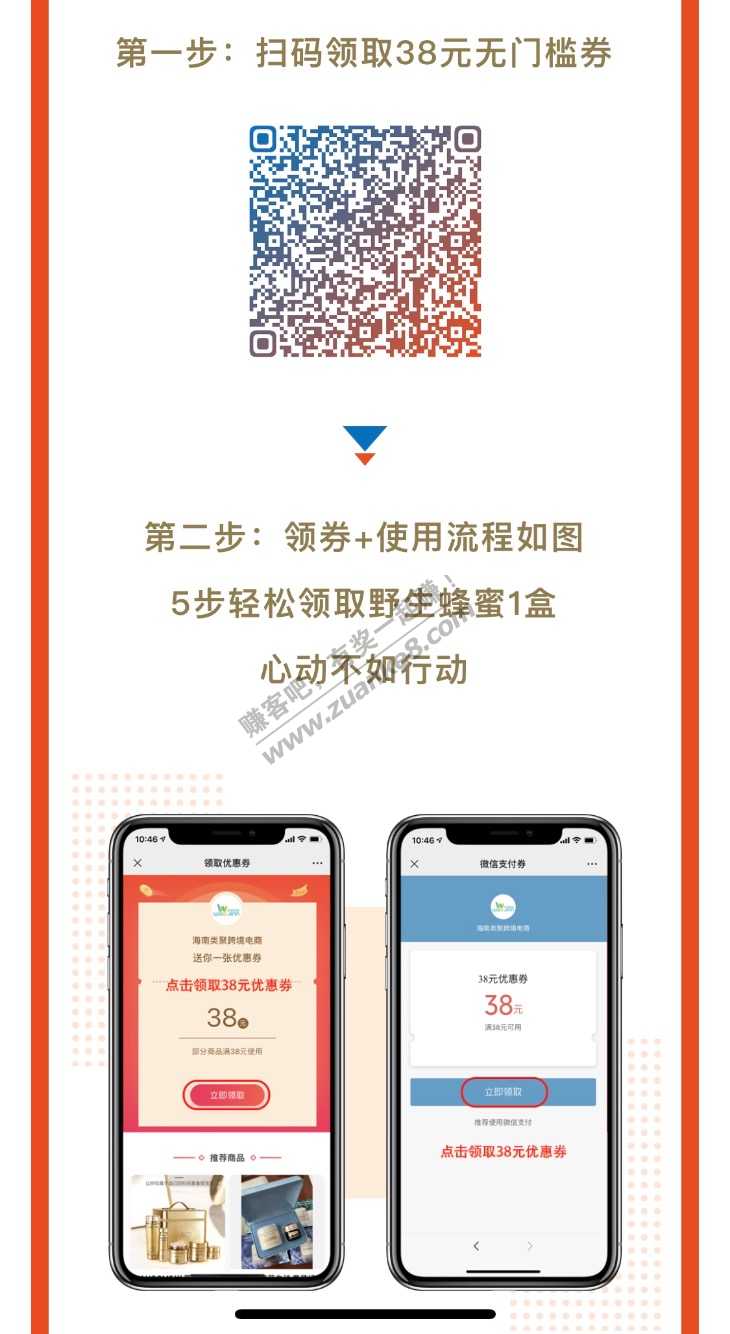 第一步：扫码领取38元无门槛券
第二步：领券+使用流程如图
5步轻松领取野生蜂蜜1盒
心动不如行动
赚客吧，有奖一起赚！
www.zuanke8.com
10:46
领取优惠券
海南类聚跨境电商
送你一张优惠券
点击领取38元优惠券
38元
部分商品满38元使用
立即领取
推荐商品
10:46
微信支付券
海南类聚跨境电商
38元优惠券
38元
满38元可用
立即领取
推荐使用微信支付
点击领取38元优惠券